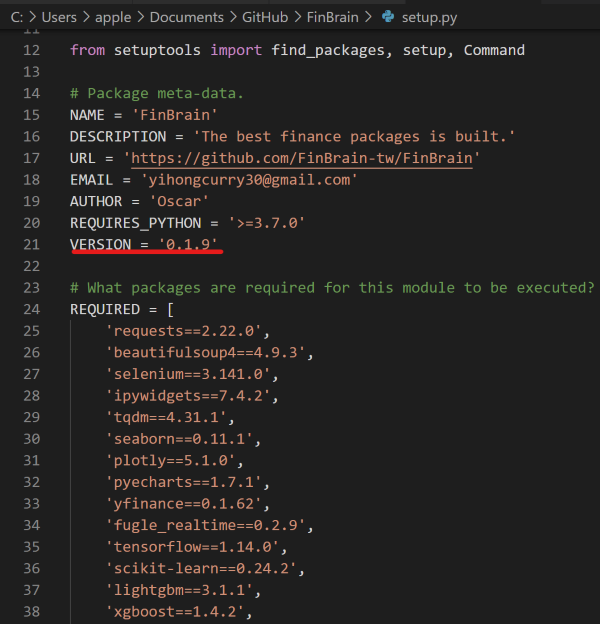 C: > Users > apple > Documents > GitHub > FinBrain > setup.py
11
12 from setuptools import find_packages, setup, Command
13
14 # Package meta-data.
15 NAME = 'FinBrain'
16 DESCRIPTION = 'The best finance packages is built.'
17 URL = 'https://github.com/FinBrain-tw/FinBrain'
18 EMAIL = 'yihongcurry30@gmail.com'
19 AUTHOR = 'Oscar'
20 REQUIRES_PYTHON = '>=3.7.0'
21 VERSION = '0.1.9'
22
23 # What packages are required for this module to be executed?
24 REQUIRED = [
25 'requests==2.22.0',
26 'beautifulsoup4==4.9.3',
27 'selenium==3.141.0',
28 'ipywidgets==7.4.2',
29 'tqdm==4.31.1',
30 'seaborn==0.11.1',
31 'plotly==5.1.0',
32 'pyecharts==1.7.1',
33 'yfinance==0.1.62',
34 'fugle_realtime==0.2.9',
35 'tensorflow==1.14.0',
36 'scikit-learn==0.24.2',
37 'lightgbm==3.1.1',
38 'xgboost==1.4.2',